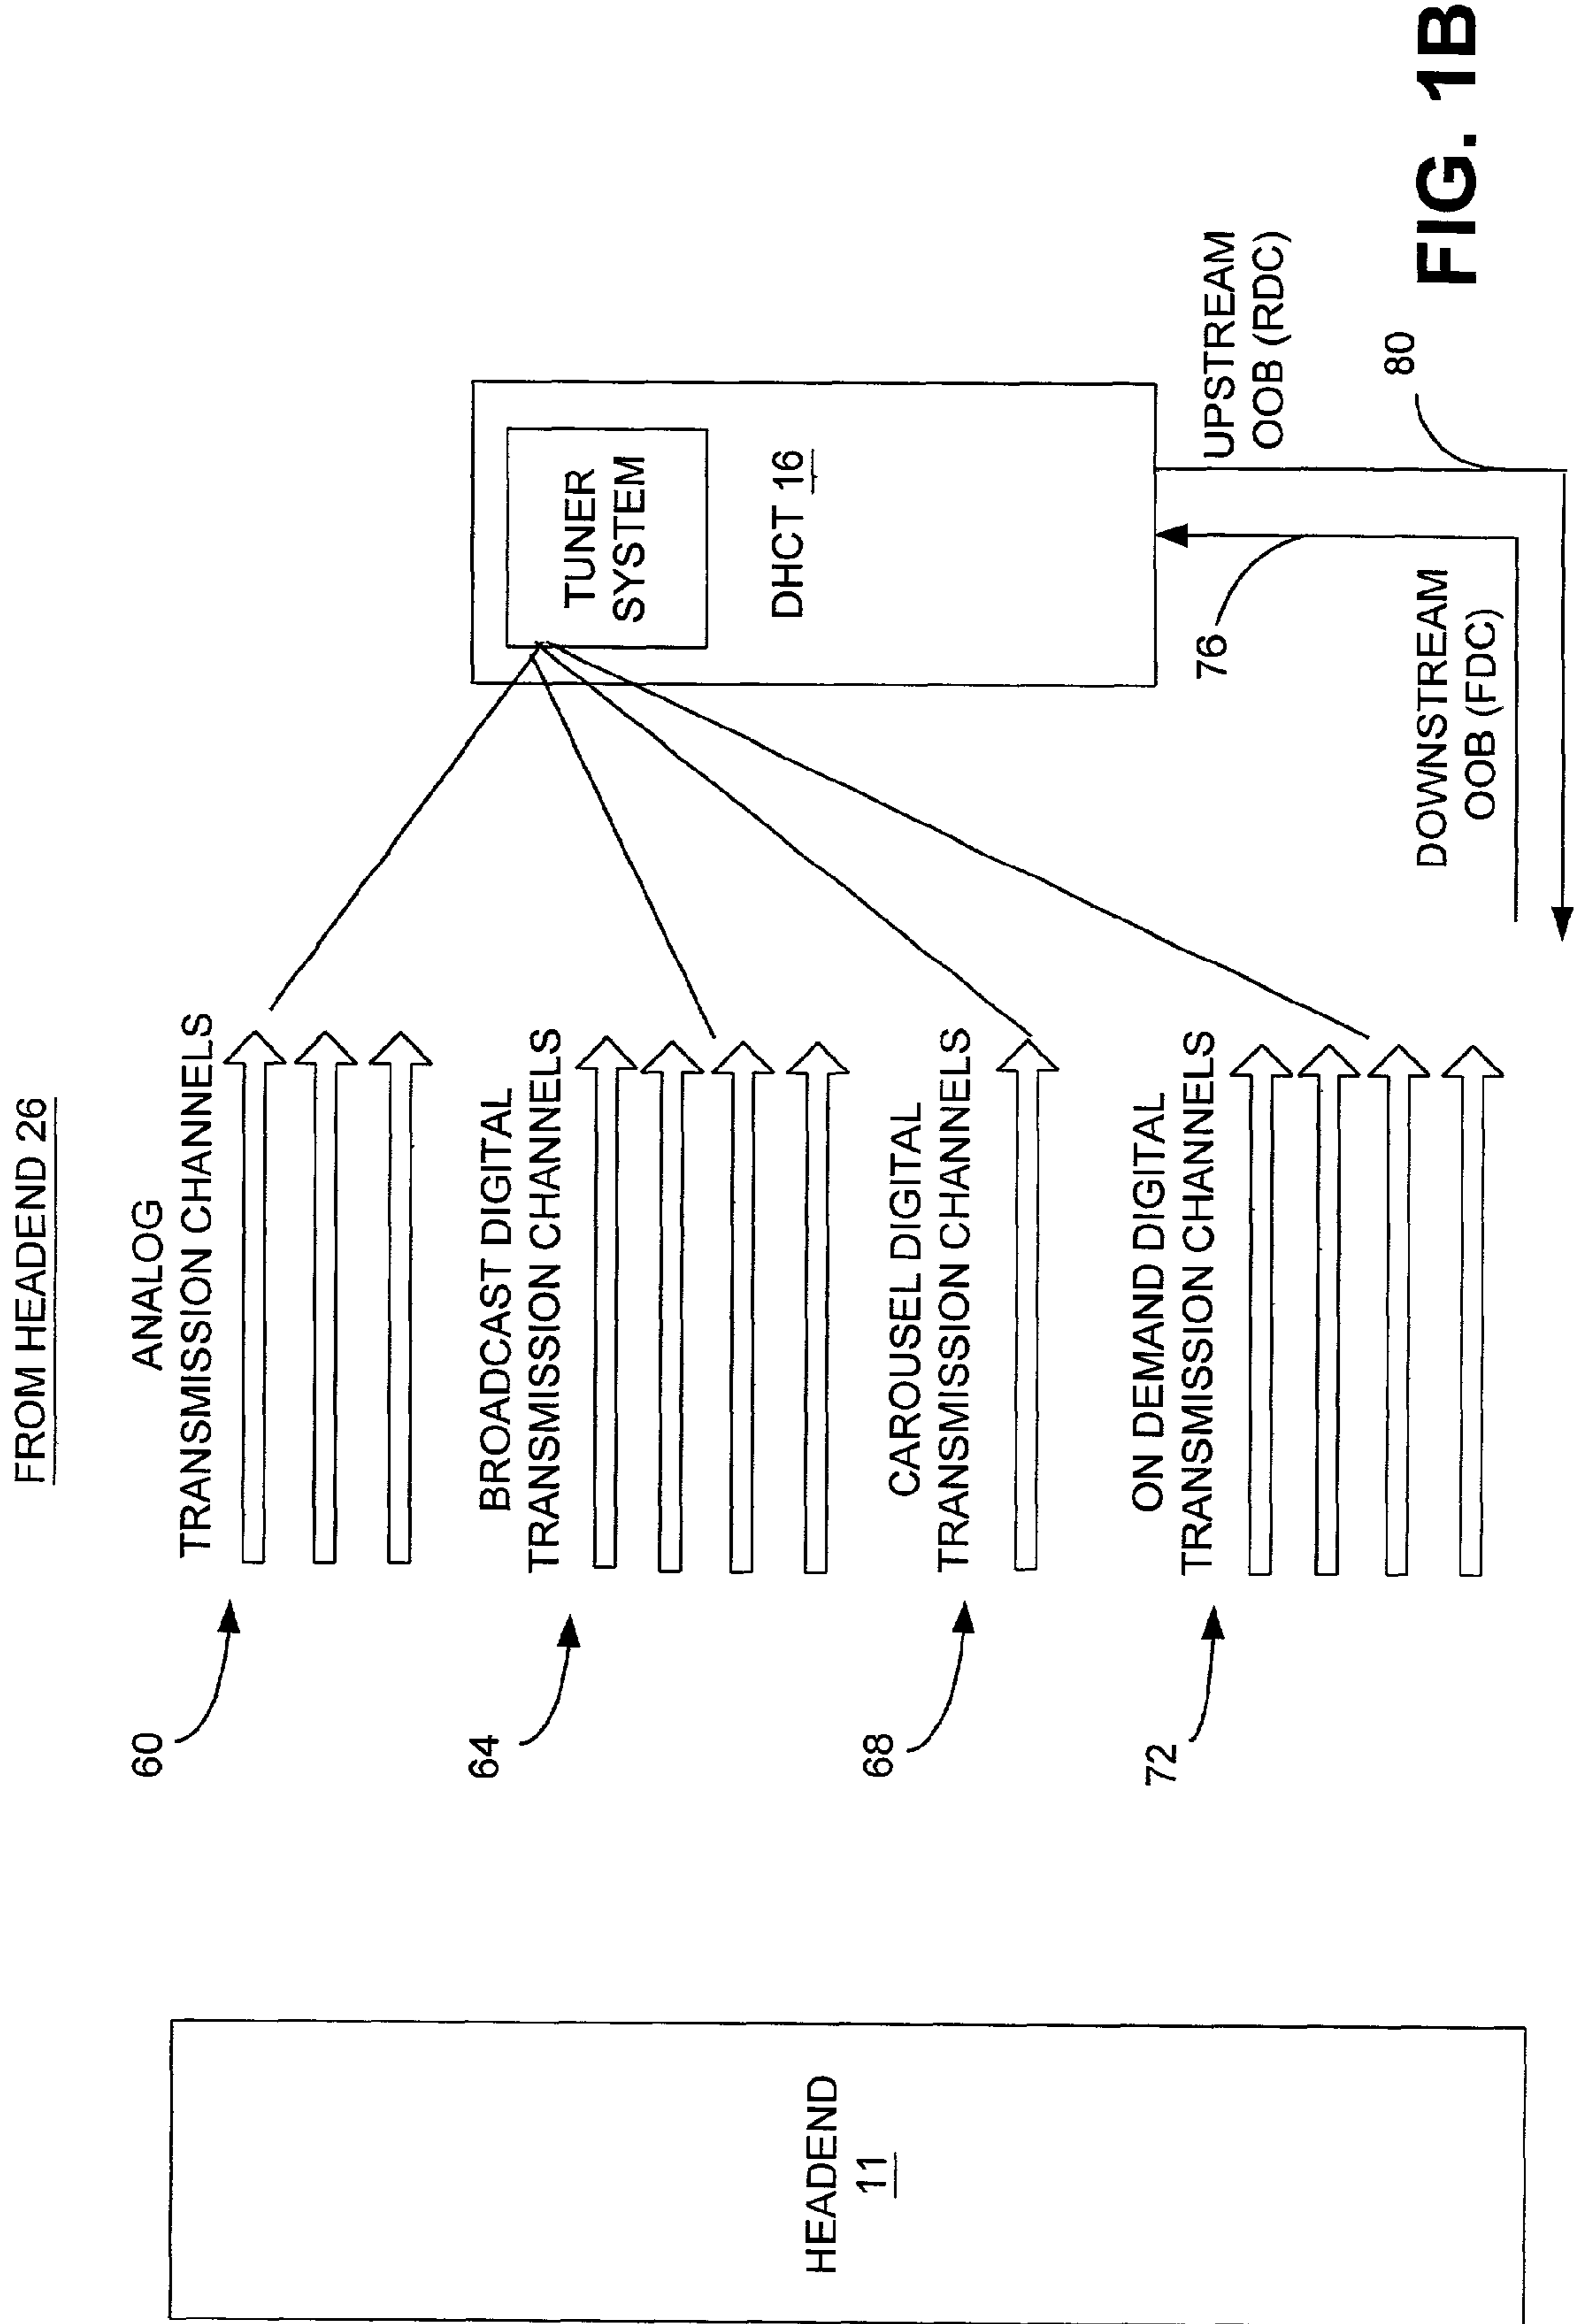 FROM HEADEND 26
60
ANALOG
TRANSMISSION CHANNELS
64
BROADCAST DIGITAL
TRANSMISSION CHANNELS
68
CAROUSEL DIGITAL
TRANSMISSION CHANNELS
72
ON DEMAND DIGITAL
TRANSMISSION CHANNELS
HEADEND
11
TUNER
SYSTEM
DHCT 16
76
DOWNSTREAM
OOB (FDC)
UPSTREAM
OOB (RDC)
80
FIG. 1B